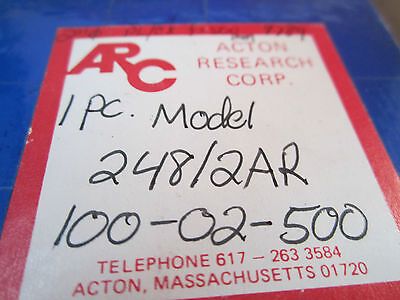 ARC
ACTON
RESEARCH
CORP.
1 PC. Model
248/2AR
100-02-500
TELEPHONE 617 – 263 3584
ACTON, MASSACHUSETTS 01720